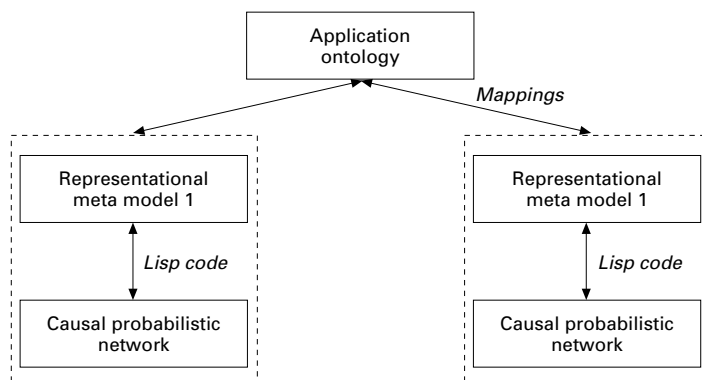 Application
ontology
Mappings
Representational
meta model 1
Representational
meta model 1
Lisp code
Lisp code
Causal probabilistic
network
Causal probabilistic
network